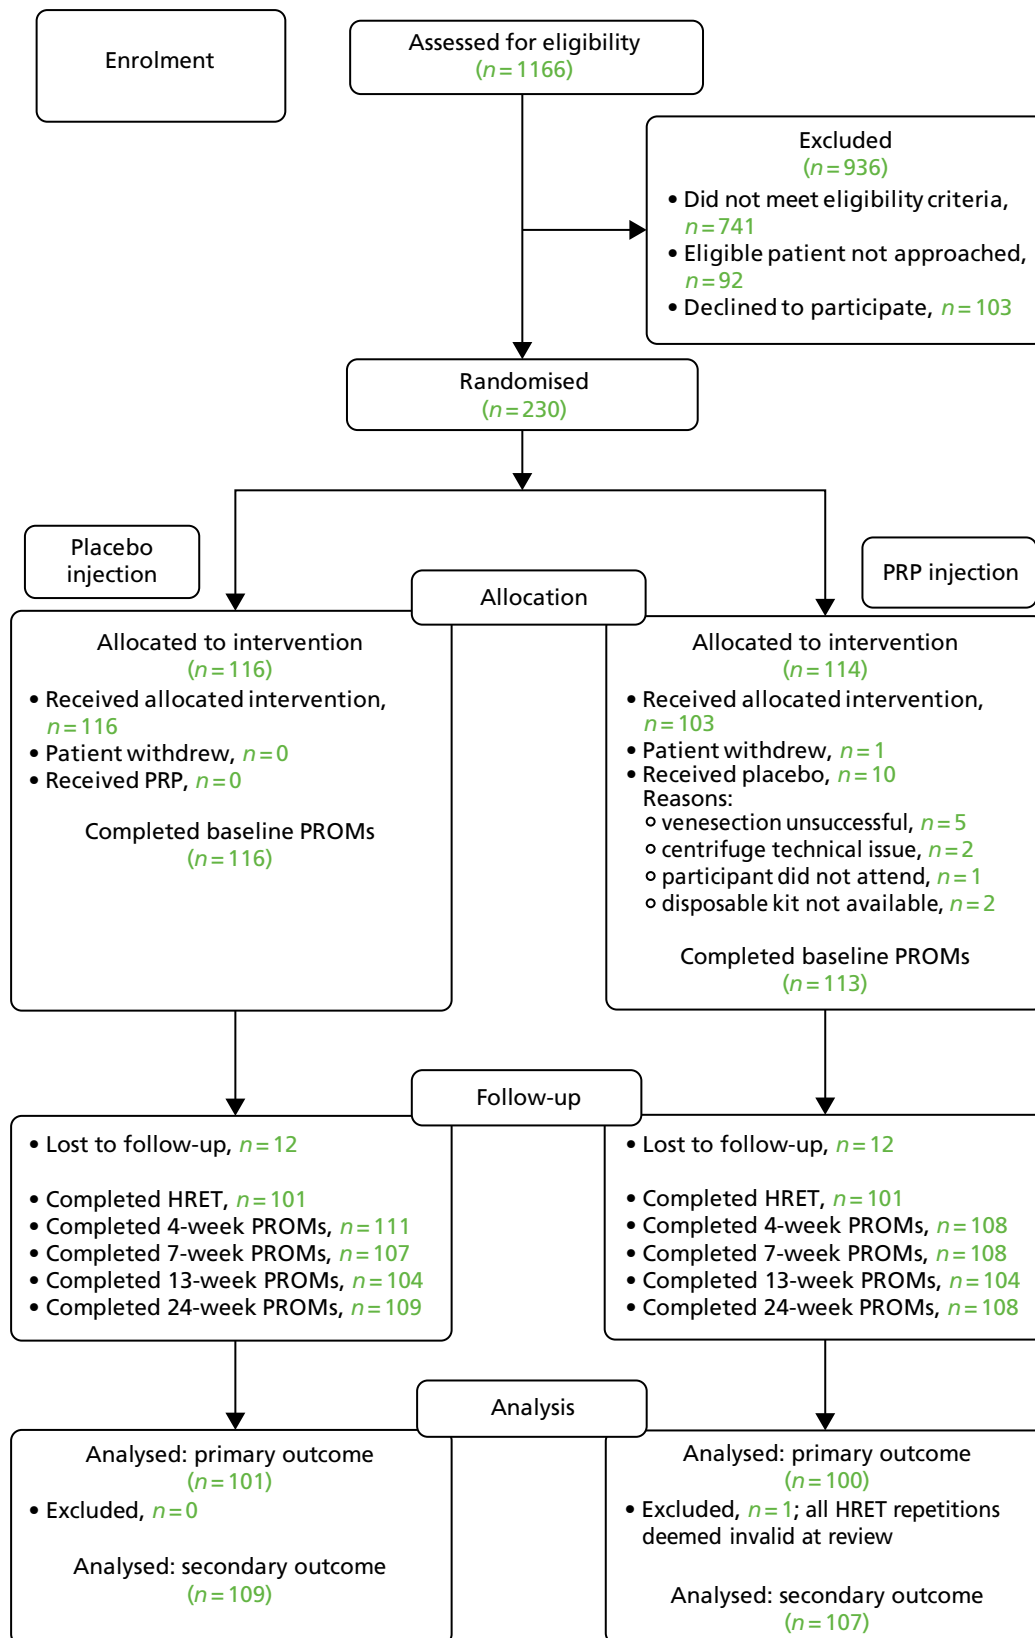 Enrolment
Assessed for eligibility
(n=1166)
Excluded
(n=936)
• Did not meet eligibility criteria,
n=741
• Eligible patient not approached,
n=92
• Declined to participate, n=103
Randomised
(n=230)
Placebo
injection
PRP injection
Allocation
Allocated to intervention
(n=116)
• Received allocated intervention,
n=116
• Patient withdrew, n=0
• Received PRP, n=0
Completed baseline PROMs
(n=116)
Allocated to intervention
(n=114)
• Received allocated intervention,
n=103
• Patient withdrew, n=1
• Received placebo, n=10
Reasons:
o venesection unsuccessful, n=5
o centrifuge technical issue, n=2
o participant did not attend, n=1
o disposable kit not available, n=2
Completed baseline PROMs
(n=113)
Follow-up
• Lost to follow-up, n=12
• Completed HRET, n=101
• Completed 4-week PROMs, n=111
• Completed 7-week PROMs, n=107
• Completed 13-week PROMs, n=104
• Completed 24-week PROMs, n=109
• Lost to follow-up, n=12
• Completed HRET, n=101
• Completed 4-week PROMs, n=108
• Completed 7-week PROMs, n=108
• Completed 13-week PROMs, n=104
• Completed 24-week PROMs, n=108
Analysis
Analysed: primary outcome
(n=101)
• Excluded, n=0
Analysed: secondary outcome
(n=109)
Analysed: primary outcome
(n=100)
• Excluded, n=1; all HRET repetitions
deemed invalid at review
Analysed: secondary outcome
(n=107)